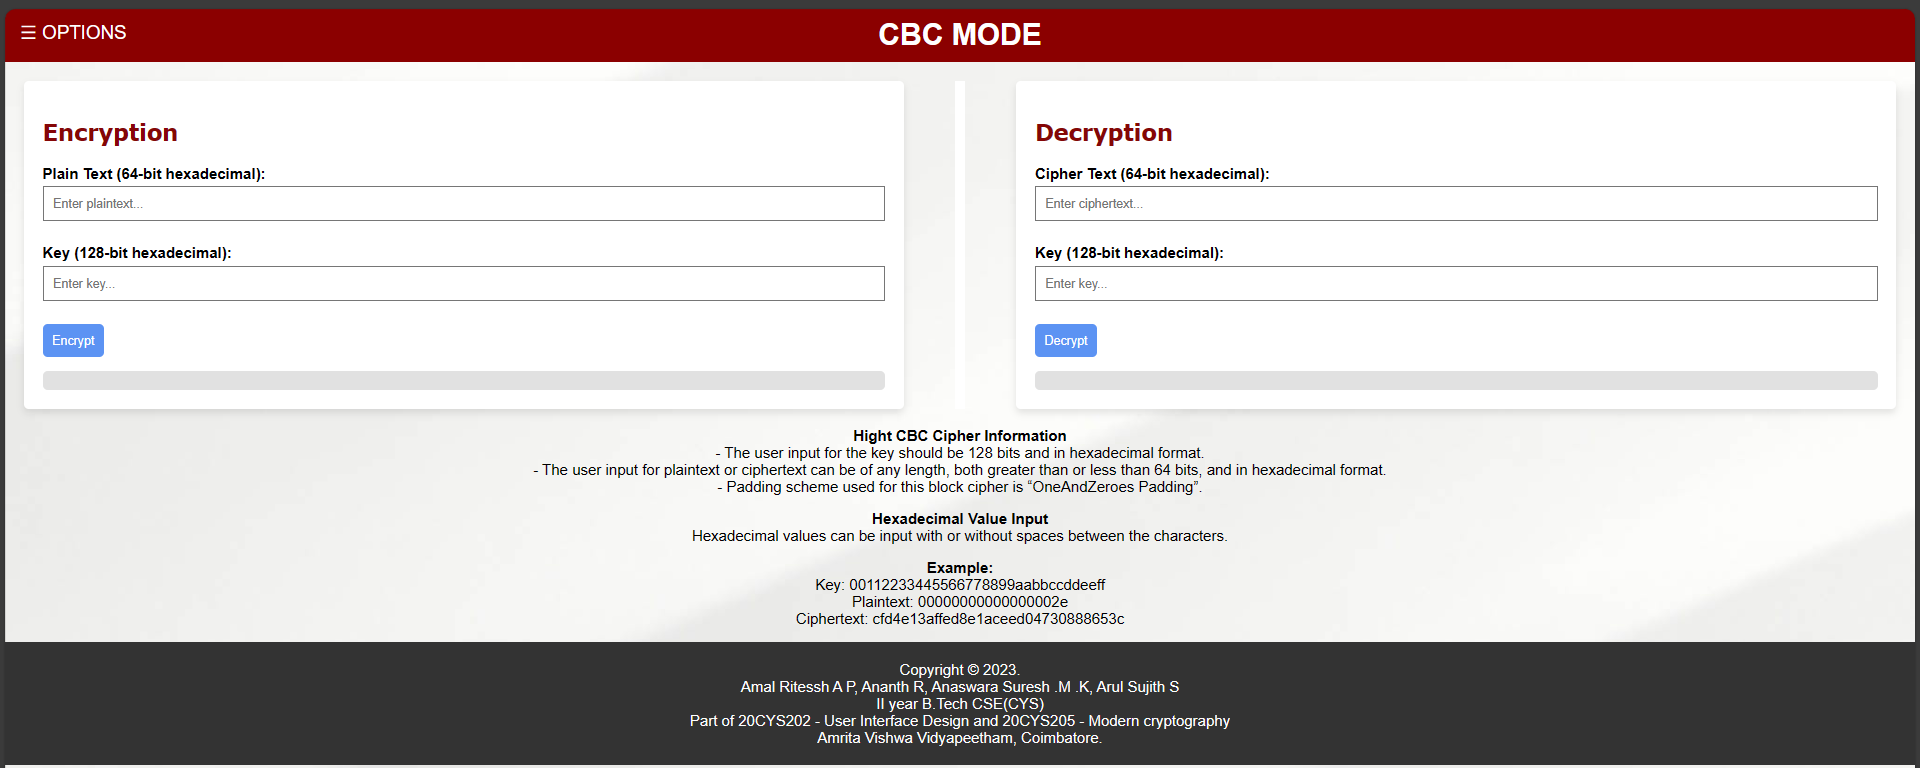 ☰ OPTIONS
CBC MODE
Encryption
Plain Text (64-bit hexadecimal):
Enter plaintext...
Key (128-bit hexadecimal):
Enter key...
Encrypt
Decryption
Cipher Text (64-bit hexadecimal):
Enter ciphertext...
Key (128-bit hexadecimal):
Enter key...
Decrypt
Hight CBC Cipher Information
- The user input for the key should be 128 bits and in hexadecimal format.
- The user input for plaintext or ciphertext can be of any length, both greater than or less than 64 bits, and in hexadecimal format.
- Padding scheme used for this block cipher is “OneAndZeroes Padding”.
Hexadecimal Value Input
Hexadecimal values can be input with or without spaces between the characters.
Example:
Key: 00112233445566778899aabbccddeeff
Plaintext: 00000000000000002e
Ciphertext: cfd4e13affed8e1aceed04730888653c
Copyright © 2023.
Amal Ritessh A P, Ananth R, Anaswara Suresh .M .K, Arul Sujith S
II year B.Tech CSE(CYS)
Part of 20CYS202 - User Interface Design and 20CYS205 - Modern cryptography
Amrita Vishwa Vidyapeetham, Coimbatore.